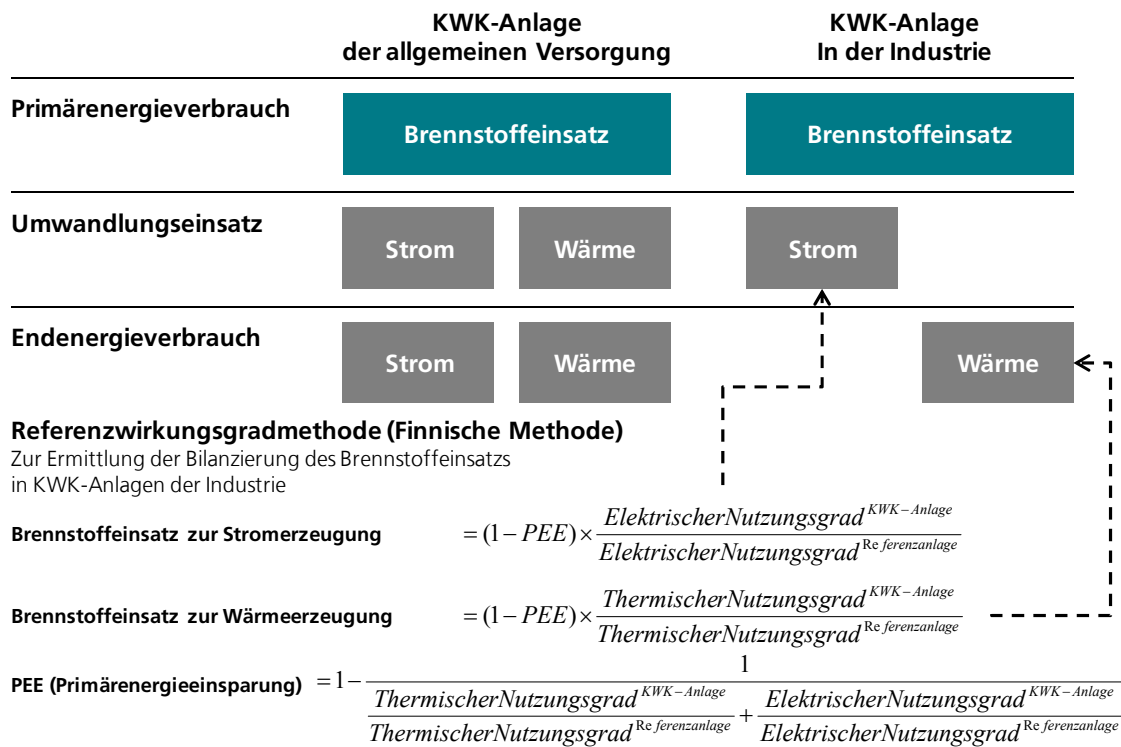 KWK-Anlage
der allgemeinen Versorgung
KWK-Anlage
In der Industrie
Primärenergieverbrauch
Brennstoffeinsatz
Brennstoffeinsatz
Umwandlungseinsatz
Strom
Wärme
Strom
Endenergieverbrauch
Strom
Wärme
Wärme
Referenzwirkungsgradmethode (Finnische Methode)
Zur Ermittlung der Bilanzierung des Brennstoffeinsatzs
in KWK-Anlagen der Industrie
Brennstoffeinsatz zur Stromerzeugung = (1 − PEE) × ElektrischerNutzungsgrad^KWK−Anlage / ElektrischerNutzungsgrad^Referenzanlage
Brennstoffeinsatz zur Wärmeerzeugung = (1 − PEE) × ThermischerNutzungsgrad^KWK−Anlage / ThermischerNutzungsgrad^Referenzanlage
PEE (Primärenergieeinsparung) = 1 − 1 / (ThermischerNutzungsgrad^KWK−Anlage / ThermischerNutzungsgrad^Referenzanlage + ElektrischerNutzungsgrad^KWK−Anlage / ElektrischerNutzungsgrad^Referenzanlage)